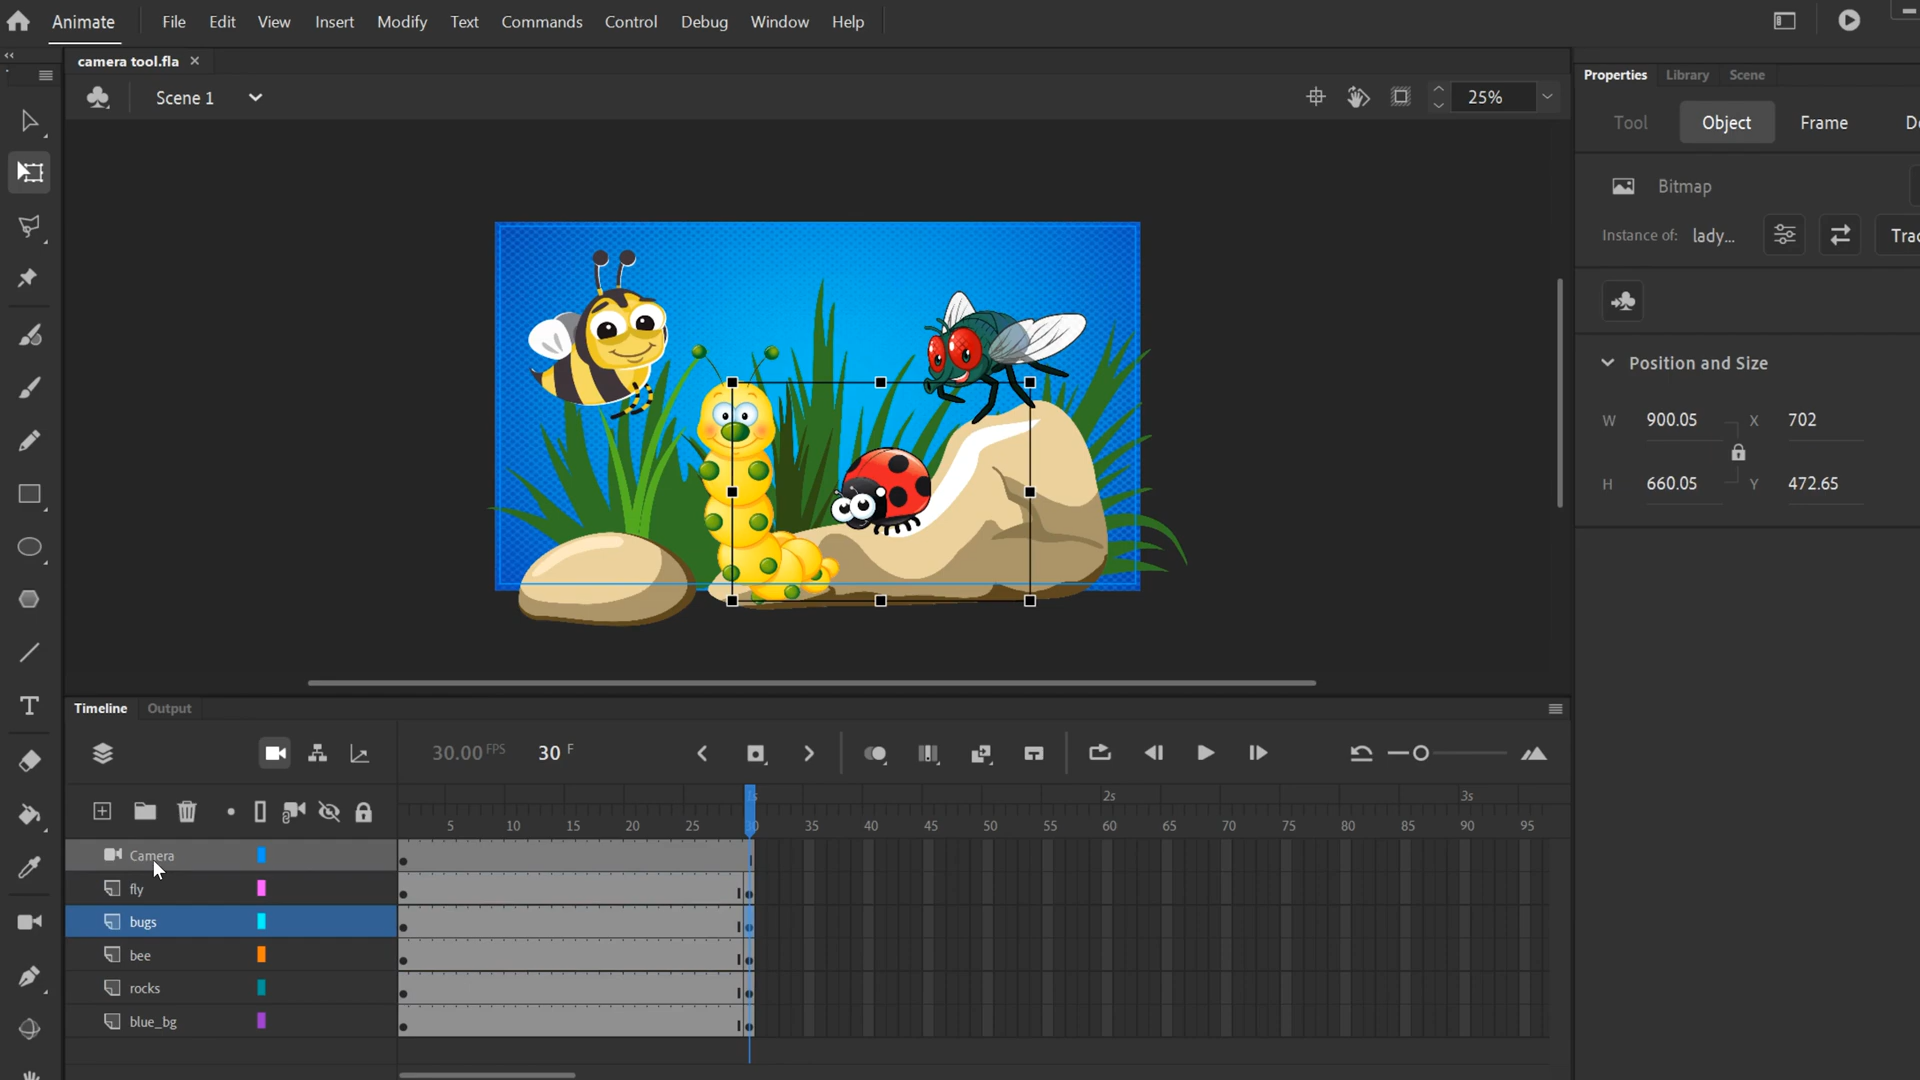 Animate File Edit View Insert Modify Text Commands Control Debug Window Help
camera tool.fla
Scene 1 25%
Properties Library Scene
Tool Object Frame
Bitmap
Instance of: lady...
Position and Size
W 900.05 X 702
H 660.05 Y 472.65
Timeline Output
30.00 FPS 30 F
1s 2s 3s
5 10 15 20 25 30 35 40 45 50 55 60 65 70 75 80 85 90 95
Camera
fly
bugs
bee
rocks
blue_bg